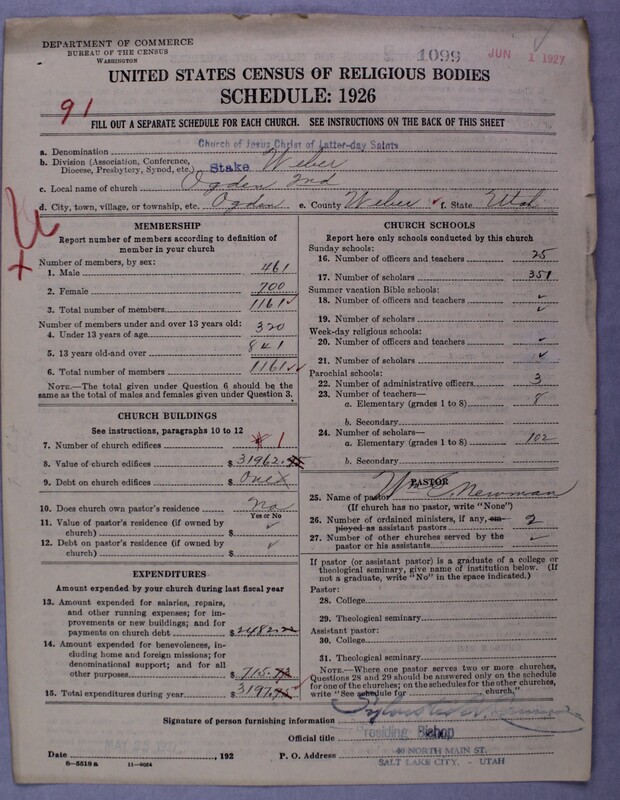 DEPARTMENT OF COMMERCE
BUREAU OF THE CENSUS
WASHINGTON
1099
JUN 1 1927
UNITED STATES CENSUS OF RELIGIOUS BODIES
SCHEDULE: 1926
91
FILL OUT A SEPARATE SCHEDULE FOR EACH CHURCH. SEE INSTRUCTIONS ON THE BACK OF THIS SHEET
a. Denomination Church of Jesus Christ of Latter-day Saints
b. Division (Association, Conference, Diocese, Presbytery, Synod, etc.) Stake Weber
c. Local name of church Ogden 2nd
d. City, town, village, or township, etc. Ogden e. County Weber f. State Utah
MEMBERSHIP
Report number of members according to definition of
member in your church
Number of members, by sex:
1. Male 461
2. Female 700
3. Total number of members 1161
Number of members under and over 13 years old:
4. Under 13 years of age 320
5. 13 years old and over 841
6. Total number of members 1161
NOTE.—The total given under Question 6 should be the
same as the total of males and females given under Question 3.
CHURCH BUILDINGS
See instructions, paragraphs 10 to 12
7. Number of church edifices 1
8. Value of church edifices $31962.
9. Debt on church edifices $ One
10. Does church own pastor's residence No
Yes or No
11. Value of pastor's residence (if owned by
church) $
12. Debt on pastor's residence (if owned by
church) $
EXPENDITURES
Amount expended by your church during last fiscal year
13. Amount expended for salaries, repairs,
and other running expenses; for im-
provements or new buildings; and for
payments on church debt $2482.
14. Amount expended for benevolences, in-
cluding home and foreign missions; for
denominational support; and for all
other purposes $715.
15. Total expenditures during year $3197.
CHURCH SCHOOLS
Report here only schools conducted by this church
Sunday schools:
16. Number of officers and teachers 25
17. Number of scholars 351
Summer vacation Bible schools:
18. Number of officers and teachers
19. Number of scholars
Week-day religious schools:
20. Number of officers and teachers
21. Number of scholars
Parochial schools:
22. Number of administrative officers 3
23. Number of teachers—
a. Elementary (grades 1 to 8) 8
b. Secondary
24. Number of scholars—
a. Elementary (grades 1 to 8) 102
b. Secondary
PASTOR
25. Name of pastor Newman
(If church has no pastor, write "None")
26. Number of ordained ministers, if any, em-
ployed as assistant pastors 2
27. Number of other churches served by the
pastor or his assistants
If pastor (or assistant pastor) is a graduate of a college or
theological seminary, give name of institution below. (If
not a graduate, write "No" in the space indicated.)
Pastor:
28. College
29. Theological seminary
Assistant pastor:
30. College
31. Theological seminary
NOTE.—Where one pastor serves two or more churches,
Questions 28 and 29 should be answered only on the schedule
for one of the churches; on the schedules for the other churches,
write "See schedule for church."
Signature of person furnishing information
Official title Presiding Bishop
Date , 192 P. O. Address 40 NORTH MAIN ST.
SALT LAKE CITY, - UTAH